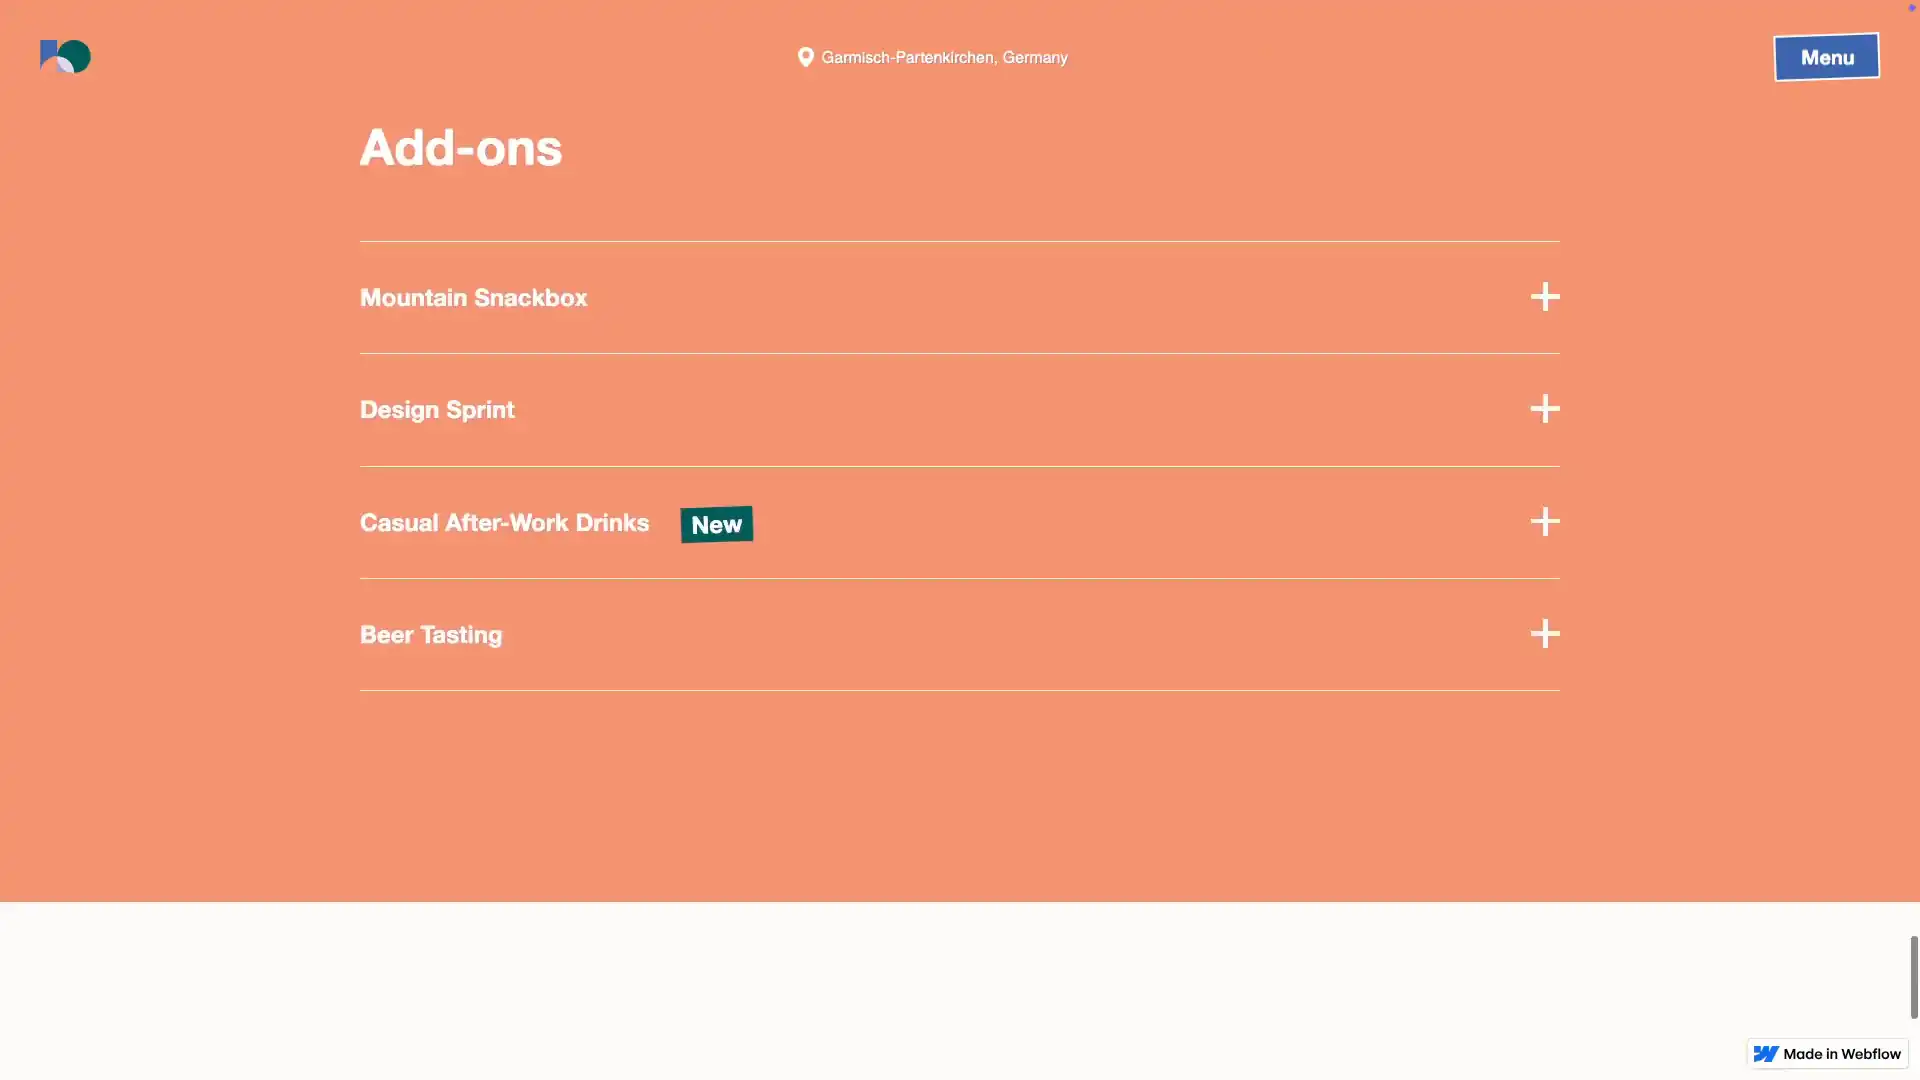 Garmisch-Partenkirchen, Germany
Menu
Add-ons
Mountain Snackbox
Design Sprint
Casual After-Work Drinks New
Beer Tasting
Made in Webflow